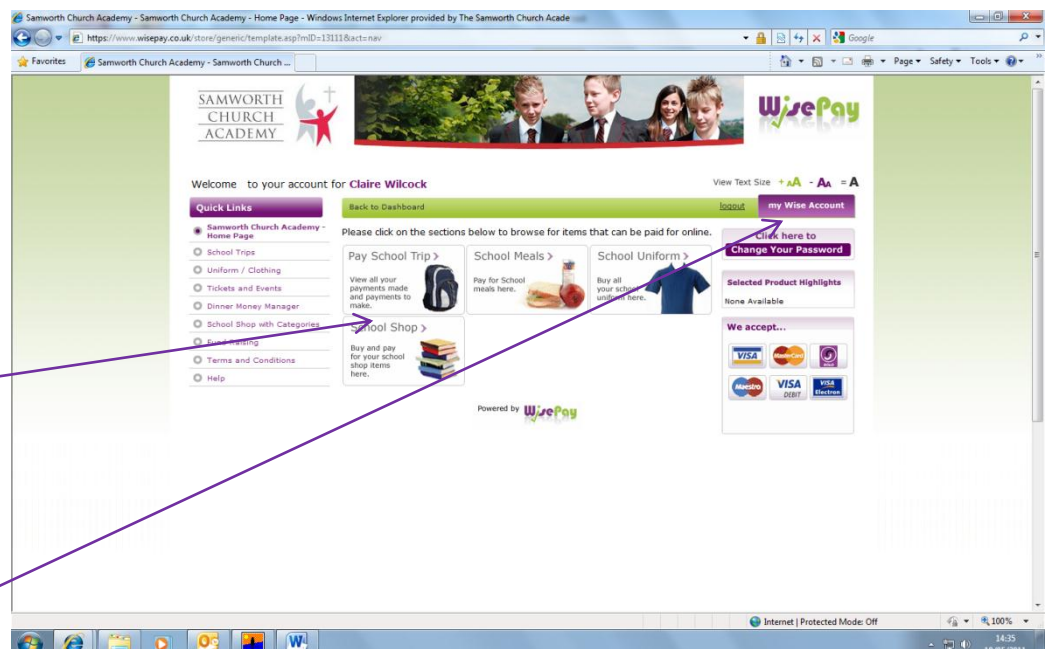 Samworth Church Academy - Samworth Church Academy - Home Page - Windows Internet Explorer provided by The Samworth Church Acade
https://www.wisepay.co.uk/store/generic/template.asp?mID=13111&act=nav
Google
Favorites
Samworth Church Academy - Samworth Church ...
Page
Safety
Tools
SAMWORTH
CHURCH
ACADEMY
WisePay
Welcome to your account for Claire Wilcock
View Text Size + AA - AA = A
Quick Links
Samworth Church Academy -
Home Page
School Trips
Uniform / Clothing
Tickets and Events
Dinner Money Manager
School Shop with Categories
Fund Raising
Terms and Conditions
Help
Back to Dashboard
logout
my Wise Account
Please click on the sections below to browse for items that can be paid for online.
Pay School Trip >
View all your
payments made
and payments to
make.
School Meals >
Pay for School
meals here.
School Uniform >
Buy all
your school
uniform here.
School Shop >
Buy and pay
for your school
shop items
here.
Click here to
Change Your Password
Selected Product Highlights
None Available
We accept...
VISA
MasterCard
Maestro
VISA
DEBIT
VISA
Electron
Powered by WisePay
Internet | Protected Mode: Off
100%
14:35